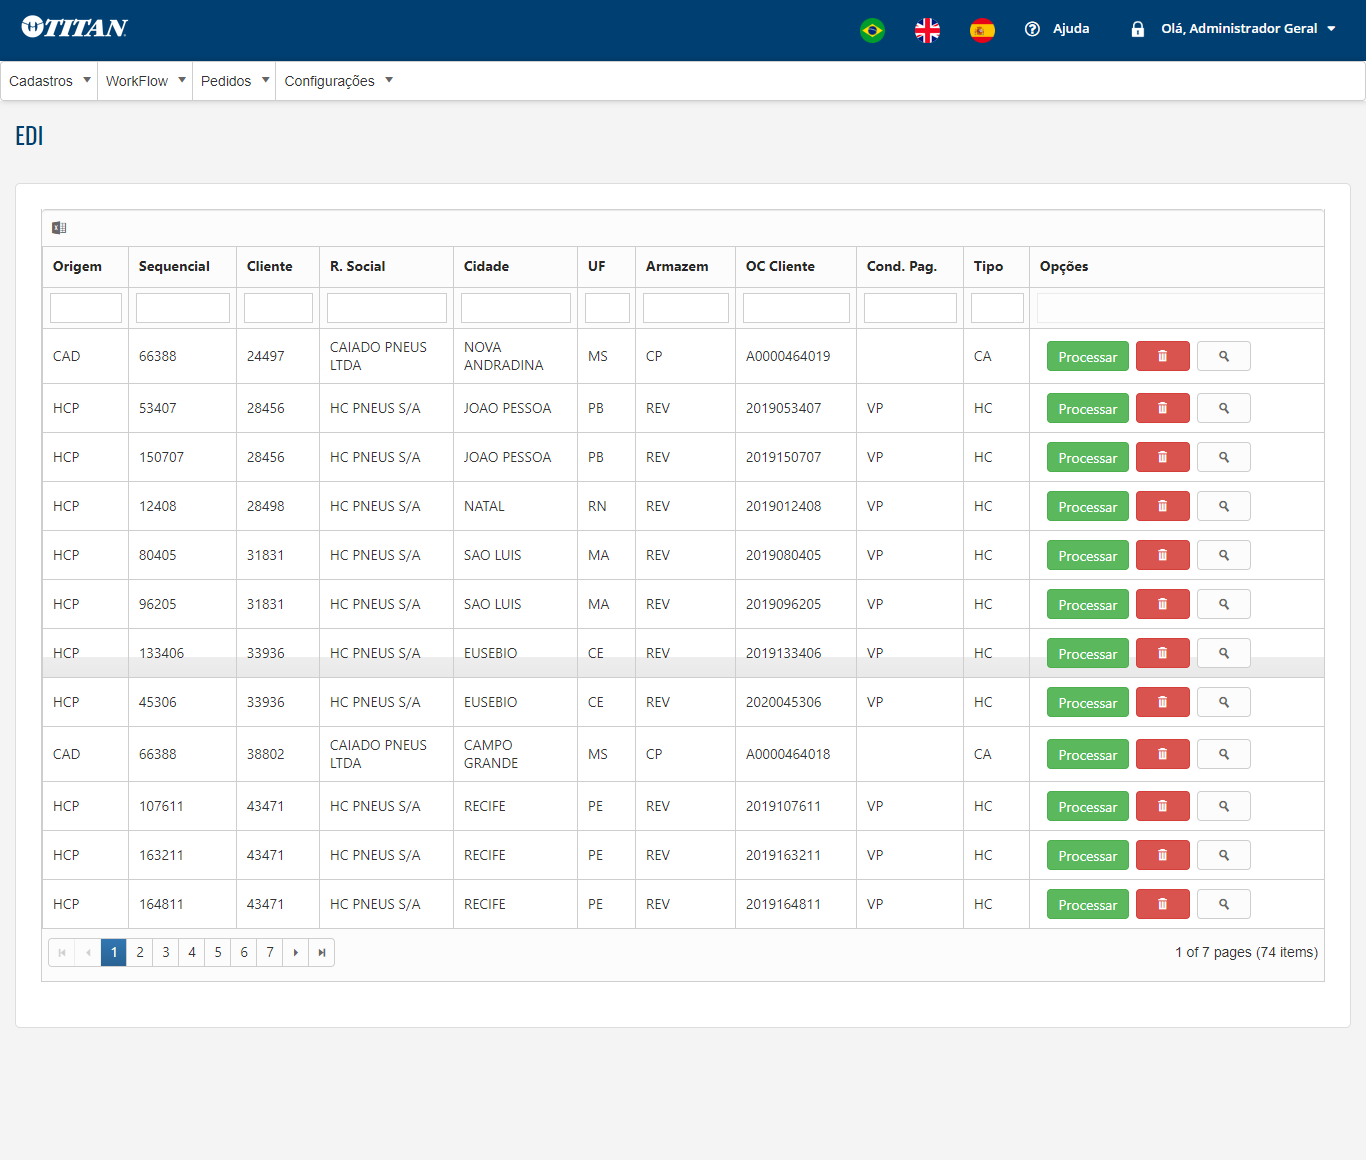 TITAN
Ajuda
Olá, Administrador Geral
Cadastros WorkFlow Pedidos Configurações
EDI
Origem Sequencial Cliente R. Social Cidade UF Armazem OC Cliente Cond. Pag. Tipo Opções
CAD 66388 24497 CAIADO PNEUS LTDA NOVA ANDRADINA MS CP A0000464019 CA Processar
HCP 53407 28456 HC PNEUS S/A JOAO PESSOA PB REV 2019053407 VP HC Processar
HCP 150707 28456 HC PNEUS S/A JOAO PESSOA PB REV 2019150707 VP HC Processar
HCP 12408 28498 HC PNEUS S/A NATAL RN REV 2019012408 VP HC Processar
HCP 80405 31831 HC PNEUS S/A SAO LUIS MA REV 2019080405 VP HC Processar
HCP 96205 31831 HC PNEUS S/A SAO LUIS MA REV 2019096205 VP HC Processar
HCP 133406 33936 HC PNEUS S/A EUSEBIO CE REV 2019133406 VP HC Processar
HCP 45306 33936 HC PNEUS S/A EUSEBIO CE REV 2020045306 VP HC Processar
CAD 66388 38802 CAIADO PNEUS LTDA CAMPO GRANDE MS CP A0000464018 CA Processar
HCP 107611 43471 HC PNEUS S/A RECIFE PE REV 2019107611 VP HC Processar
HCP 163211 43471 HC PNEUS S/A RECIFE PE REV 2019163211 VP HC Processar
HCP 164811 43471 HC PNEUS S/A RECIFE PE REV 2019164811 VP HC Processar
1 2 3 4 5 6 7 1 of 7 pages (74 items)